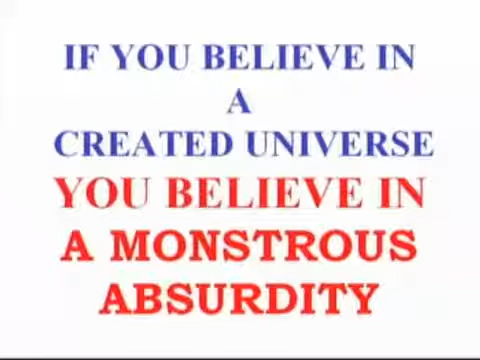 IF YOU BELIEVE IN
A
CREATED UNIVERSE
YOU BELIEVE IN
A MONSTROUS
ABSURDITY